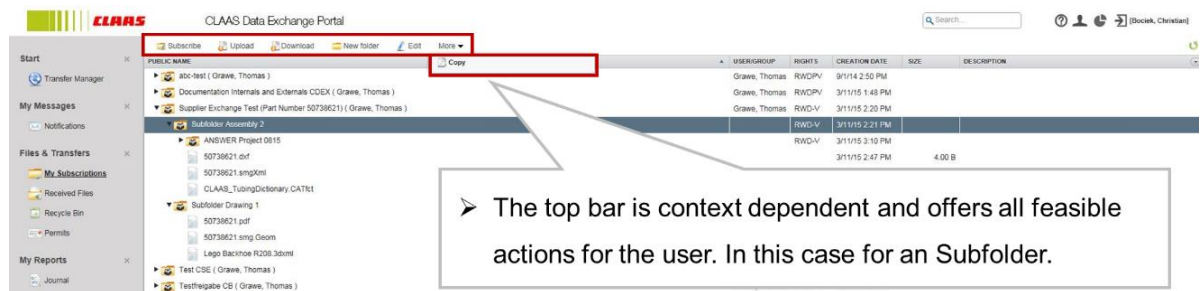 CLAAS CLAAS Data Exchange Portal Search... [Bociek, Christian]
Subscribe Upload Download New folder Edit More
Start × PUBLIC NAME Copy USER/GROUP RIGHTS CREATION DATE SIZE DESCRIPTION
Transfer Manager abc-test ( Grawe, Thomas ) Grawe, Thomas RWDPV 9/1/14 2:50 PM
Documentation Internals and Externals CDEX ( Grawe, Thomas ) Grawe, Thomas RWDPV 3/11/15 1:48 PM
My Messages × Supplier Exchange Test (Part Number 50738621) ( Grawe, Thomas ) Grawe, Thomas RWD-V 3/11/15 2:20 PM
Notifications Subfolder Assembly 2 RWD-V 3/11/15 2:21 PM
ANSWER Project 0815 RWD-V 3/11/15 3:10 PM
Files & Transfers × 50738621.dxf 3/11/15 2:47 PM 4.00 B
My Subscriptions 50738621.smgXml
Received Files CLAAS_TubingDictionary.CATfct
Recycle Bin Subfolder Drawing 1
50738621.pdf
Permits 50738621.smg.Geom
My Reports × Lego Backhoe R208.3dxml
Test CSE ( Grawe, Thomas )
Journal Testfreigabe CB ( Grawe, Thomas )
➢ The top bar is context dependent and offers all feasible
actions for the user. In this case for an Subfolder.